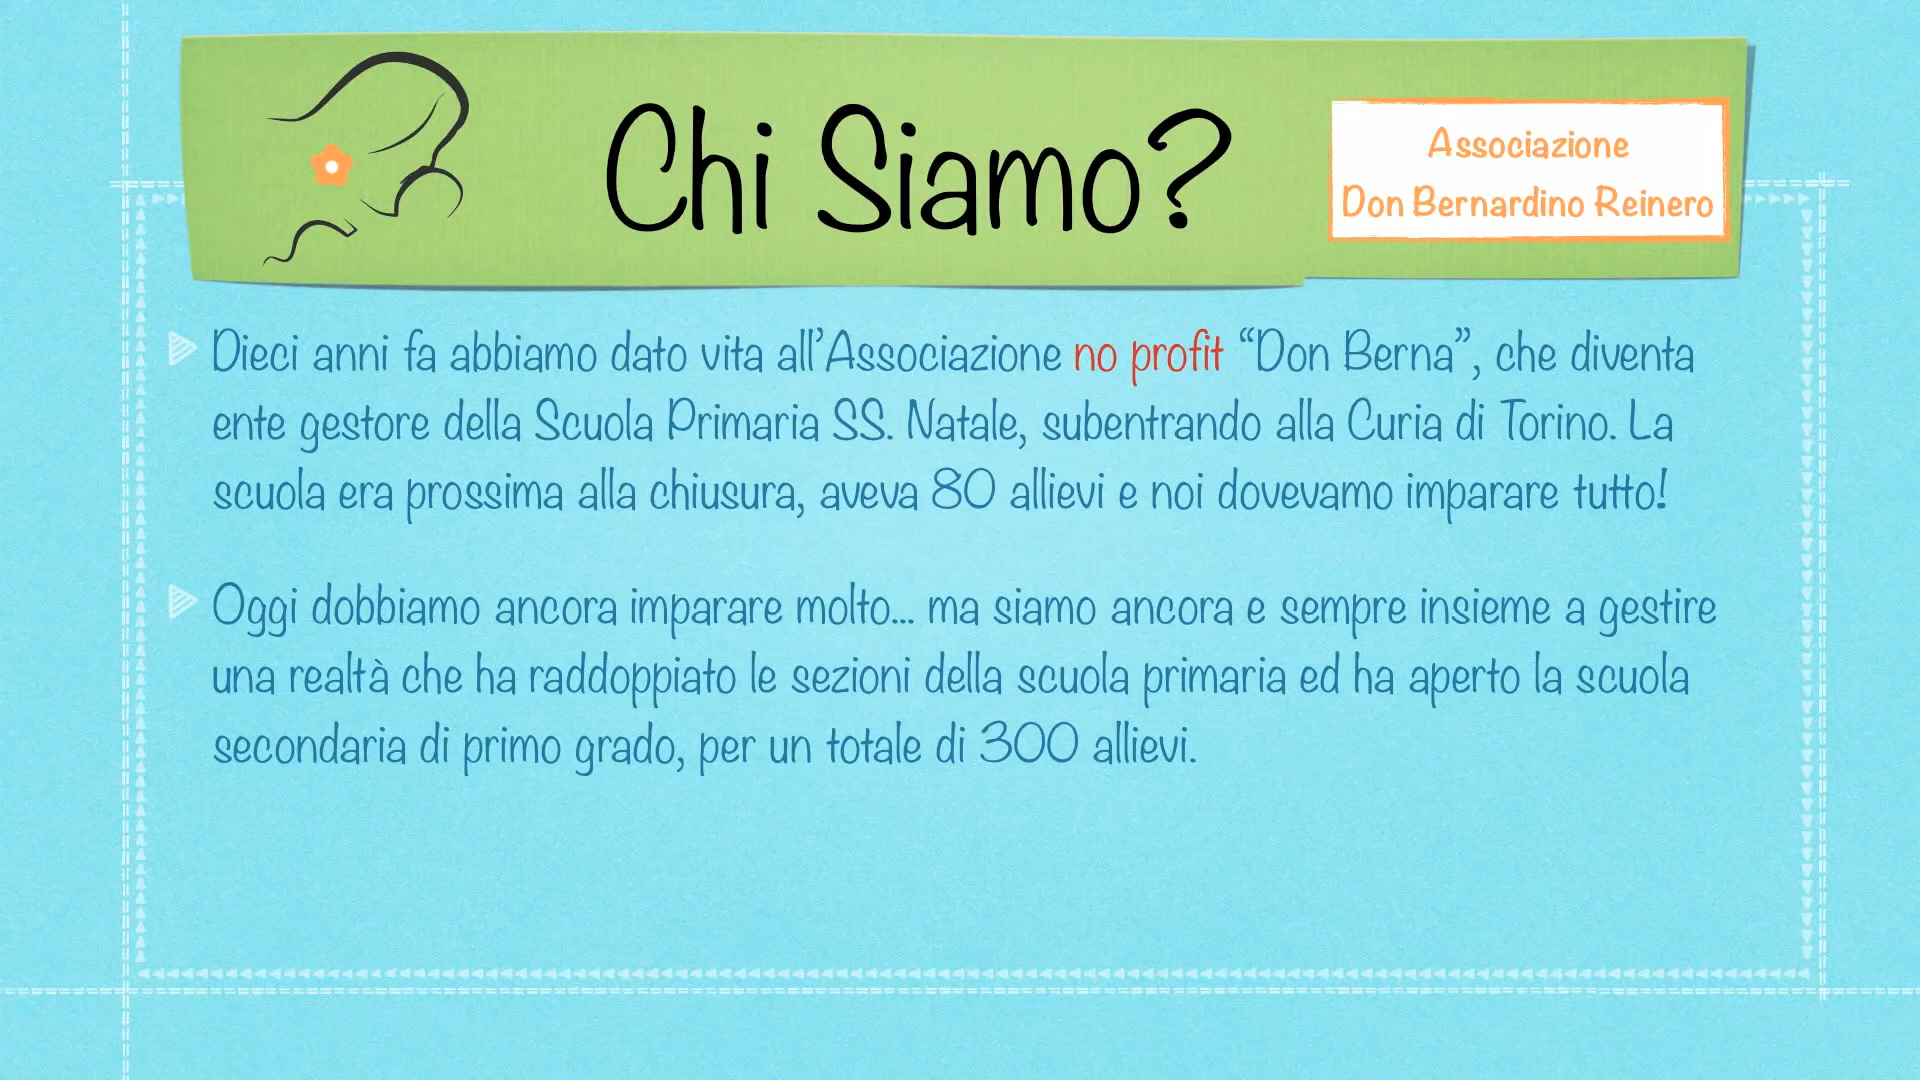 Chi Siamo?
Associazione
Don Bernardino Reinero
Dieci anni fa abbiamo dato vita all’Associazione no profit “Don Berna”, che diventa
ente gestore della Scuola Primaria SS. Natale, subentrando alla Curia di Torino. La
scuola era prossima alla chiusura, aveva 80 allievi e noi dovevamo imparare tutto!
Oggi dobbiamo ancora imparare molto... ma siamo ancora e sempre insieme a gestire
una realtà che ha raddoppiato le sezioni della scuola primaria ed ha aperto la scuola
secondaria di primo grado, per un totale di 300 allievi.